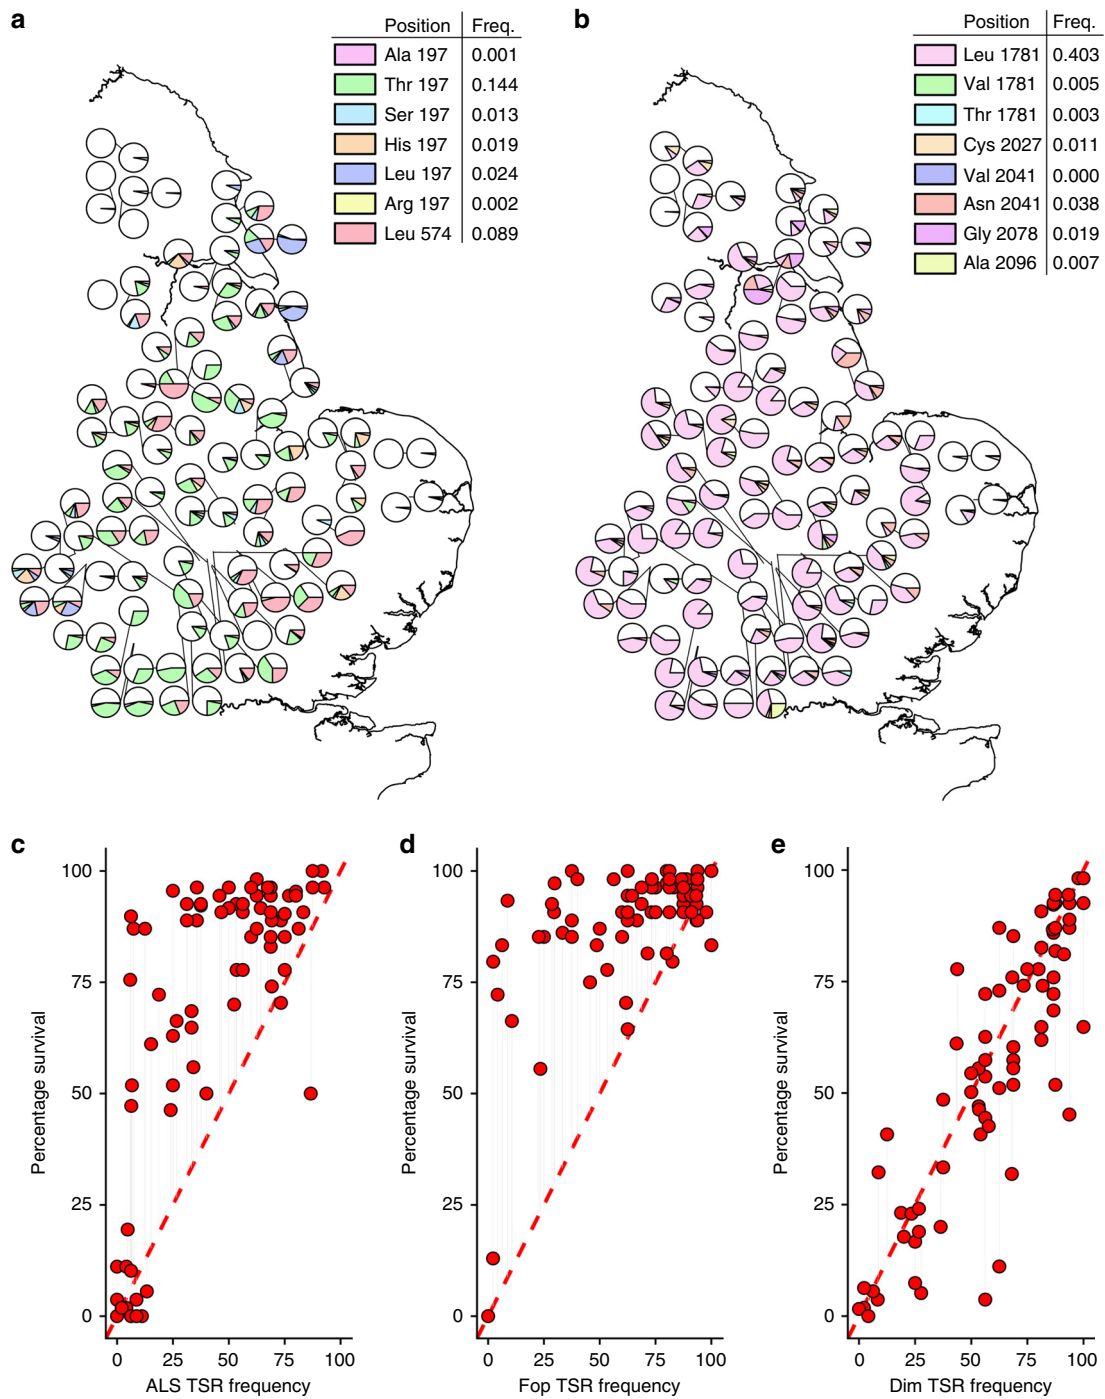 a
Position Freq.
Ala 197 0.001
Thr 197 0.144
Ser 197 0.013
His 197 0.019
Leu 197 0.024
Arg 197 0.002
Leu 574 0.089
b
Position Freq.
Leu 1781 0.403
Val 1781 0.005
Thr 1781 0.003
Cys 2027 0.011
Val 2041 0.000
Asn 2041 0.038
Gly 2078 0.019
Ala 2096 0.007
c
100
75
50
25
0
Percentage survival
0 25 50 75 100
ALS TSR frequency
d
100
75
50
25
0
Percentage survival
0 25 50 75 100
Fop TSR frequency
e
100
75
50
25
0
Percentage survival
0 25 50 75 100
Dim TSR frequency